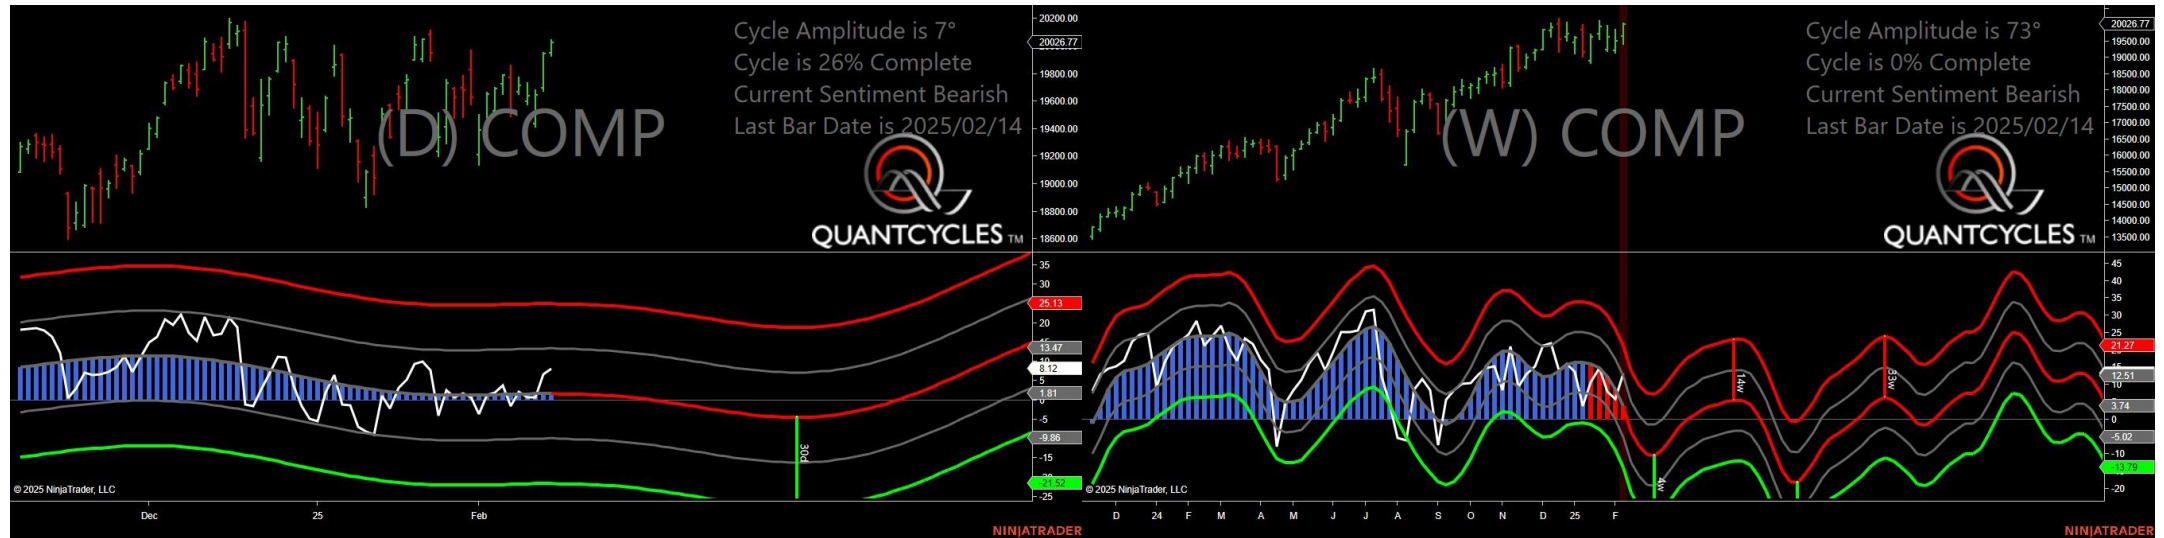 Cycle Amplitude is 7°
Cycle is 26% Complete
Current Sentiment Bearish
Last Bar Date is 2025/02/14
(D) COMP
QUANTCYCLES TM
20200.00
20026.77
19800.00
19600.00
19400.00
19200.00
19000.00
18800.00
18600.00
35
30
25.13
20
13.47
10
8.12
5
1.81
0
-5
-9.86
-15
-21.52
-25
30d
© 2025 NinjaTrader, LLC
Dec
25
Feb
NINJATRADER
Cycle Amplitude is 73°
Cycle is 0% Complete
Current Sentiment Bearish
Last Bar Date is 2025/02/14
(W) COMP
QUANTCYCLES TM
20026.77
19500.00
18500.00
18000.00
17500.00
17000.00
16500.00
16000.00
15500.00
15000.00
14500.00
14000.00
13500.00
45
40
35
30
25
21.27
12.51
10
3.74
0
-5.02
-10
-13.79
-20
14w
33w
4w
© 2025 NinjaTrader, LLC
D 24 F M A M J J A S O N D 25 F
NINJATRADER